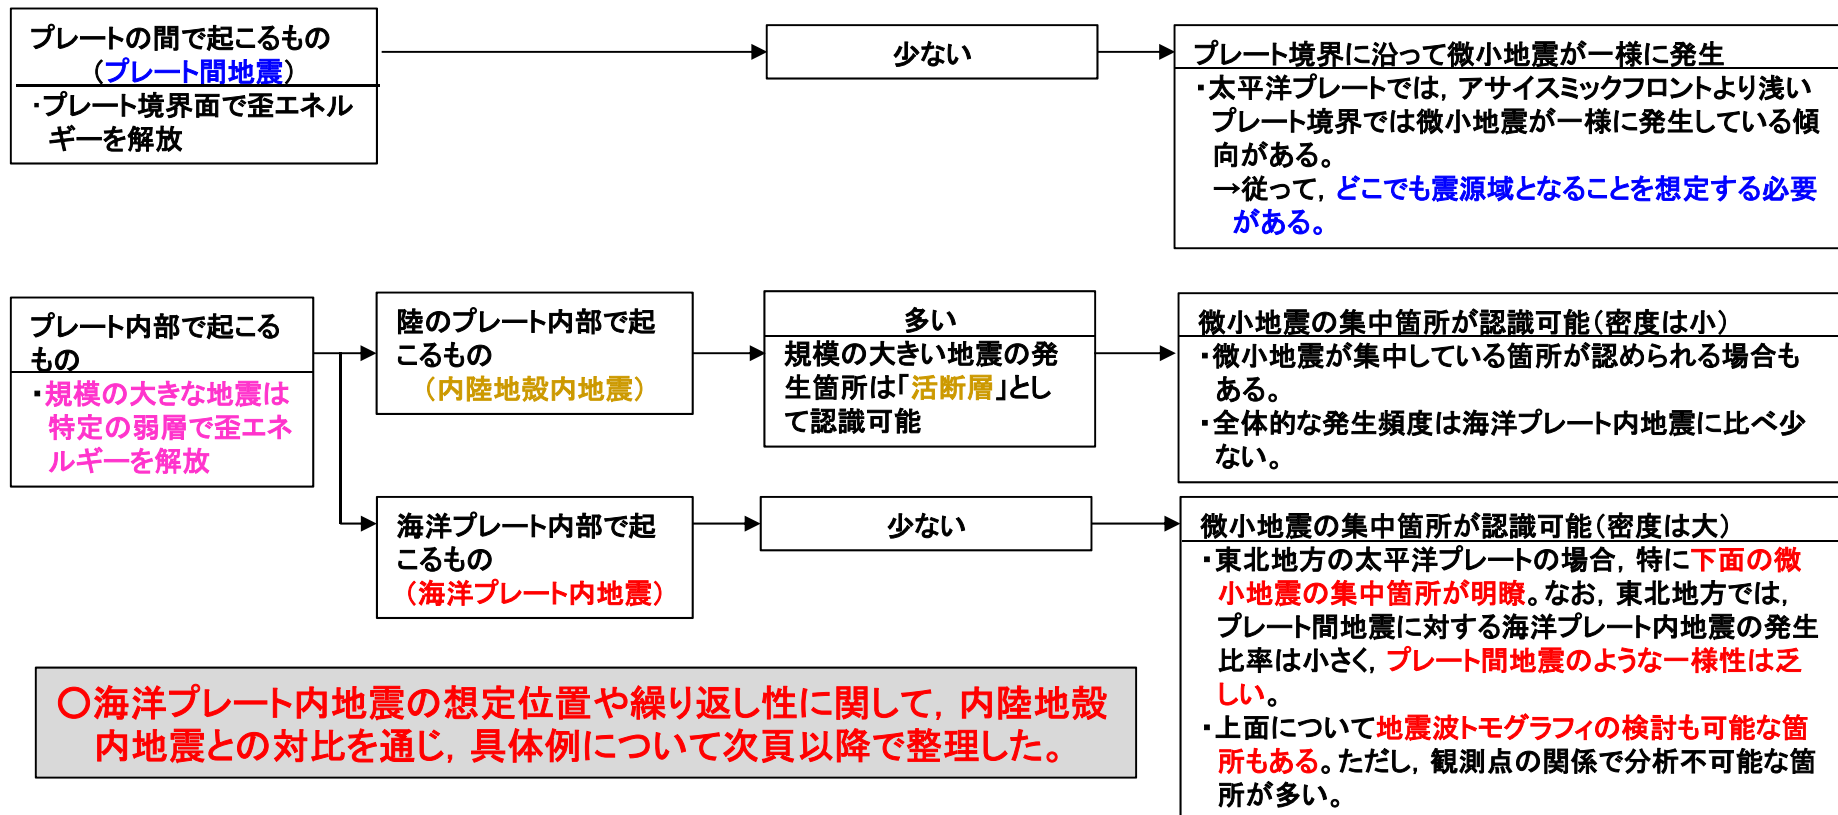 プレートの間で起こるもの
（プレート間地震）
・プレート境界面で歪エネル
ギーを解放
少ない
プレート境界に沿って微小地震が一様に発生
・太平洋プレートでは，アサイスミックフロントより浅い
プレート境界では微小地震が一様に発生している傾
向がある。
→従って，どこでも震源域となることを想定する必要
がある。
プレート内部で起こる
もの
・規模の大きな地震は
特定の弱層で歪エネ
ルギーを解放
陸のプレート内部で起
こるもの
（内陸地殻内地震）
多い
規模の大きい地震の発
生箇所は「活断層」とし
て認識可能
微小地震の集中箇所が認識可能（密度は小）
・微小地震が集中している箇所が認められる場合も
ある。
・全体的な発生頻度は海洋プレート内地震に比べ少
ない。
海洋プレート内部で起
こるもの
（海洋プレート内地震）
少ない
微小地震の集中箇所が認識可能（密度は大）
・東北地方の太平洋プレートの場合，特に下面の微
小地震の集中箇所が明瞭。なお，東北地方では，
プレート間地震に対する海洋プレート内地震の発生
比率は小さく，プレート間地震のような一様性は乏
しい。
・上面について地震波トモグラフィの検討も可能な箇
所もある。ただし，観測点の関係で分析不可能な箇
所が多い。
〇海洋プレート内地震の想定位置や繰り返し性に関して，内陸地殻
内地震との対比を通じ，具体例について次頁以降で整理した。